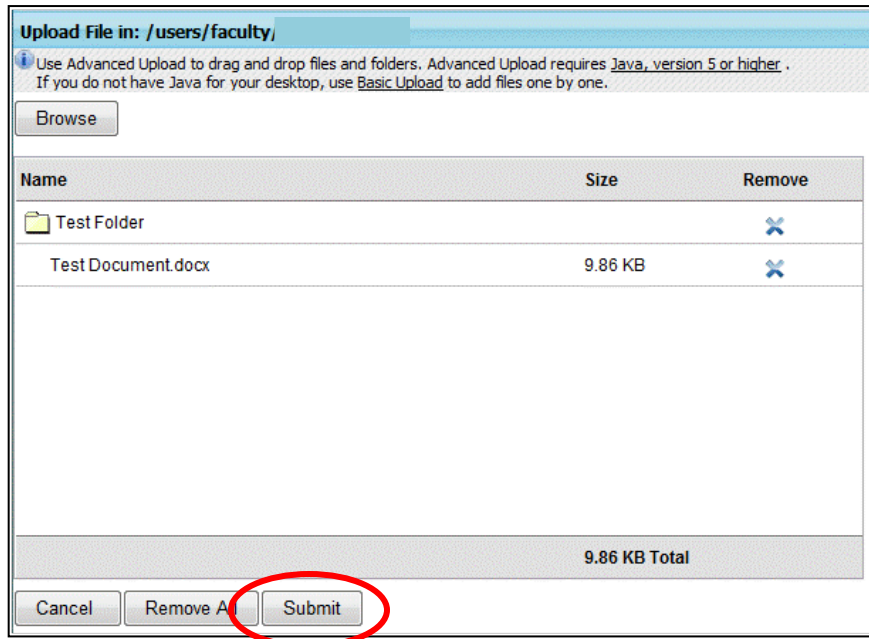 Upload File in: /users/faculty/
Use Advanced Upload to drag and drop files and folders. Advanced Upload requires Java, version 5 or higher .
If you do not have Java for your desktop, use Basic Upload to add files one by one.
Browse
Name Size Remove
Test Folder
Test Document.docx 9.86 KB
9.86 KB Total
Cancel Remove All Submit